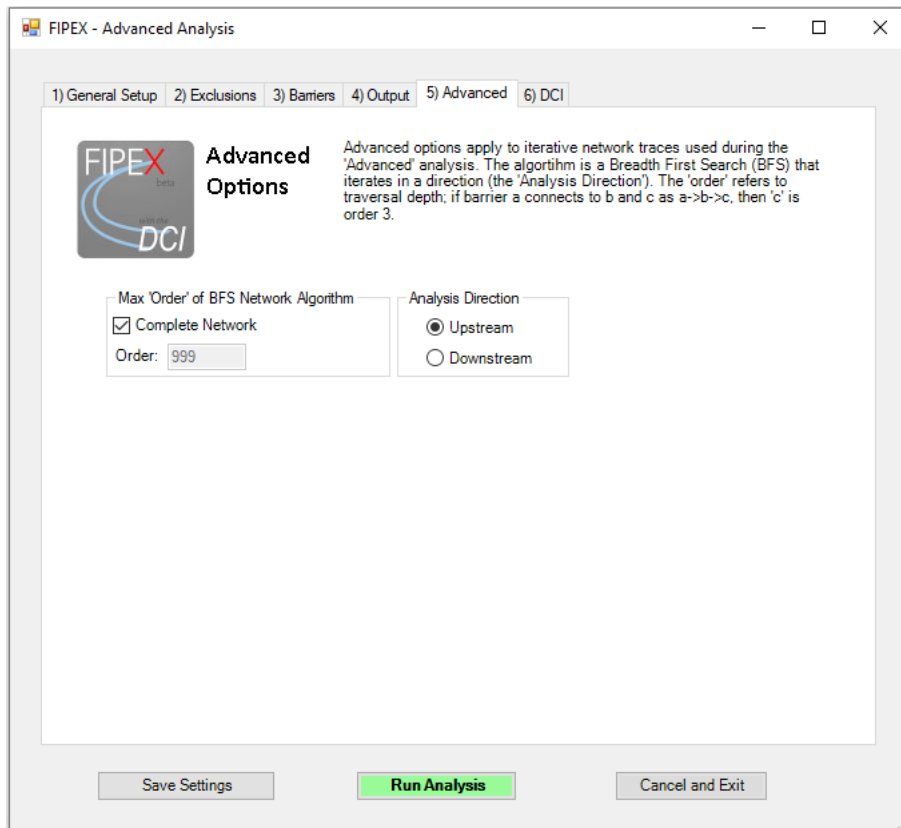 FIPEX - Advanced Analysis
1) General Setup 2) Exclusions 3) Barriers 4) Output 5) Advanced 6) DCI
FIPEX
beta
with the
DCI
Advanced
Options
Advanced options apply to iterative network traces used during the
'Advanced' analysis. The algortihm is a Breadth First Search (BFS) that
iterates in a direction (the 'Analysis Direction'). The 'order' refers to
traversal depth; if barrier a connects to b and c as a->b->c, then 'c' is
order 3.
Max 'Order' of BFS Network Algorithm
Complete Network
Order: 999
Analysis Direction
Upstream
Downstream
Save Settings
Run Analysis
Cancel and Exit